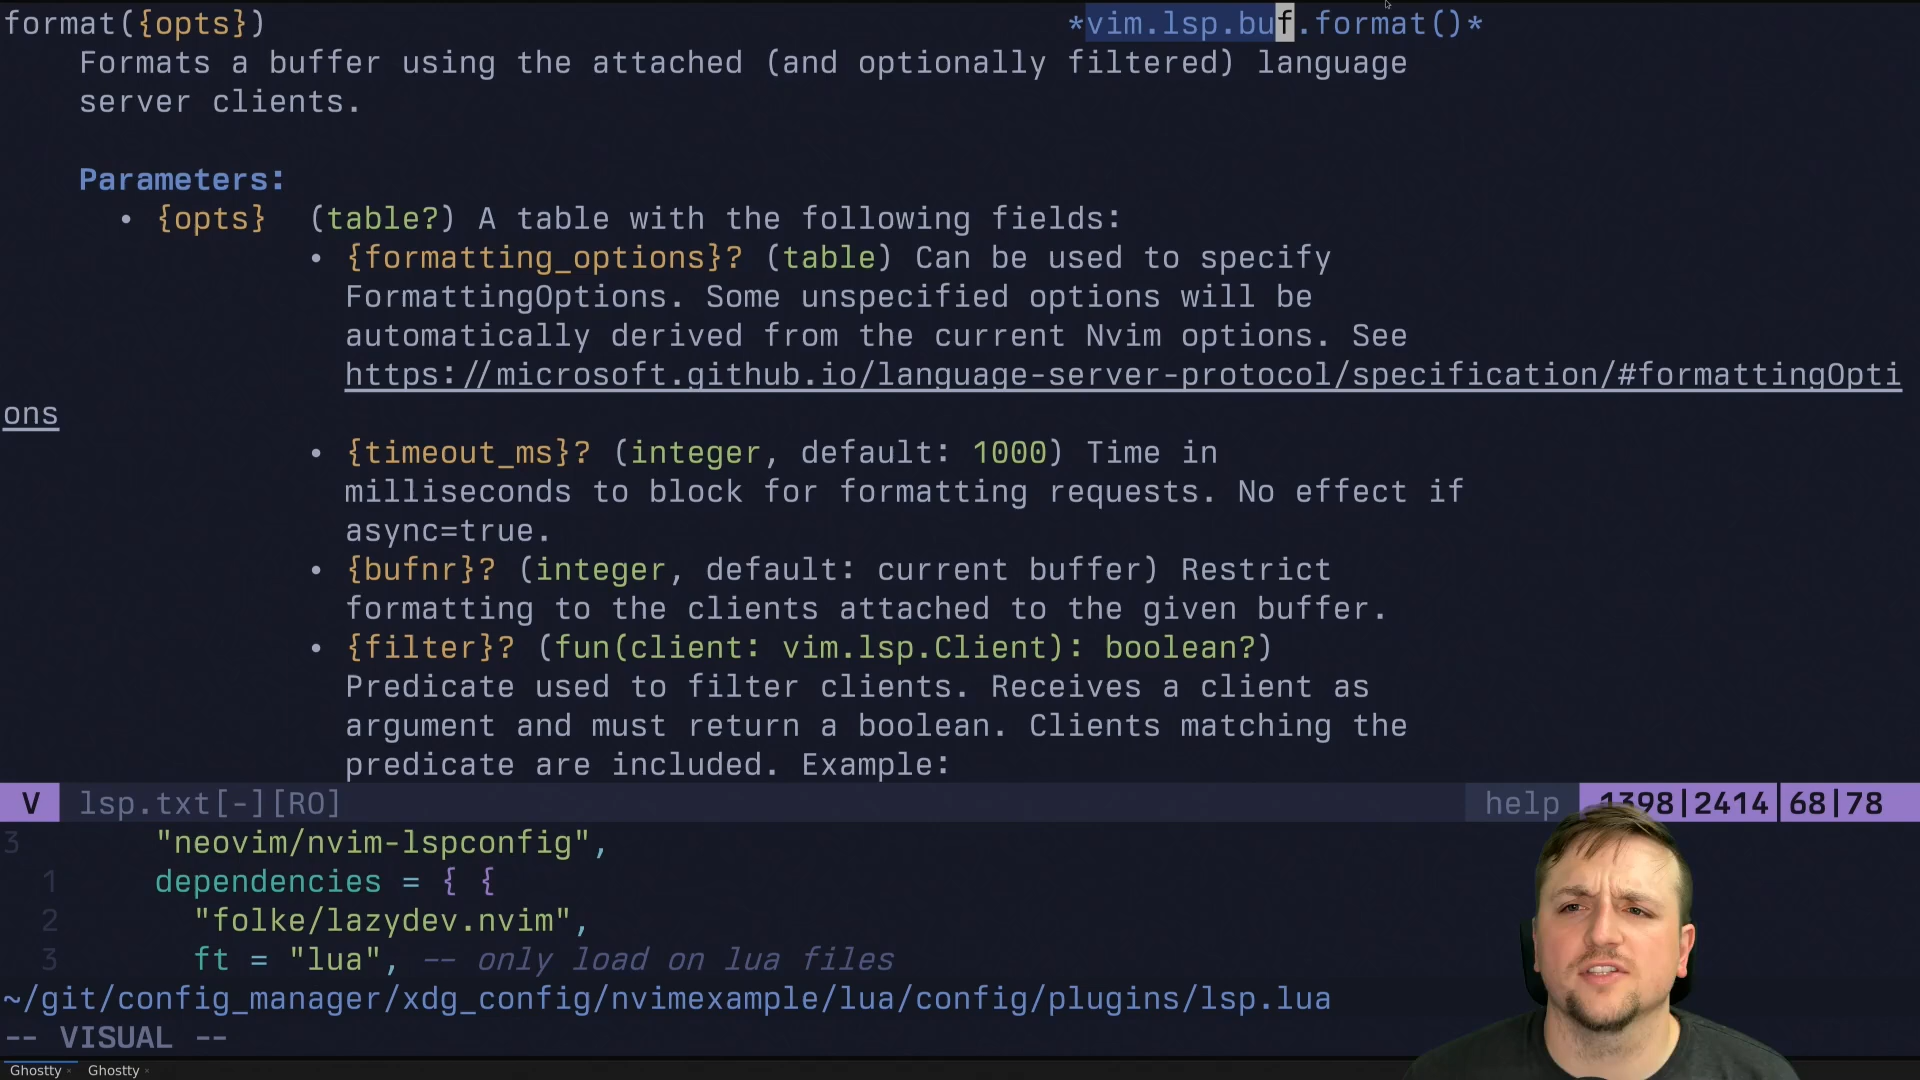 format({opts}) *vim.lsp.buf.format()*
Formats a buffer using the attached (and optionally filtered) language
server clients.
Parameters:
• {opts} (table?) A table with the following fields:
• {formatting_options}? (table) Can be used to specify
FormattingOptions. Some unspecified options will be
automatically derived from the current Nvim options. See
https://microsoft.github.io/language-server-protocol/specification/#formattingOpti
ons
• {timeout_ms}? (integer, default: 1000) Time in
milliseconds to block for formatting requests. No effect if
async=true.
• {bufnr}? (integer, default: current buffer) Restrict
formatting to the clients attached to the given buffer.
• {filter}? (fun(client: vim.lsp.Client): boolean?)
Predicate used to filter clients. Receives a client as
argument and must return a boolean. Clients matching the
predicate are included. Example:
V lsp.txt[-][RO] help 1398|2414 68|78
3 "neovim/nvim-lspconfig",
1 dependencies = { {
2 "folke/lazydev.nvim",
3 ft = "lua", -- only load on lua files
~/git/config_manager/xdg_config/nvimexample/lua/config/plugins/lsp.lua
-- VISUAL --
Ghostty Ghostty